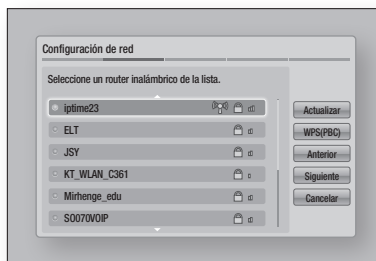 Configuración de red
Seleccione un router inalámbrico de la lista.
iptime23
ELT
JSY
KT_WLAN_C361
Mirhenge_edu
SO070VOIP
Actualizar
WPS(PBC)
Anterior
Siguiente
Cancelar